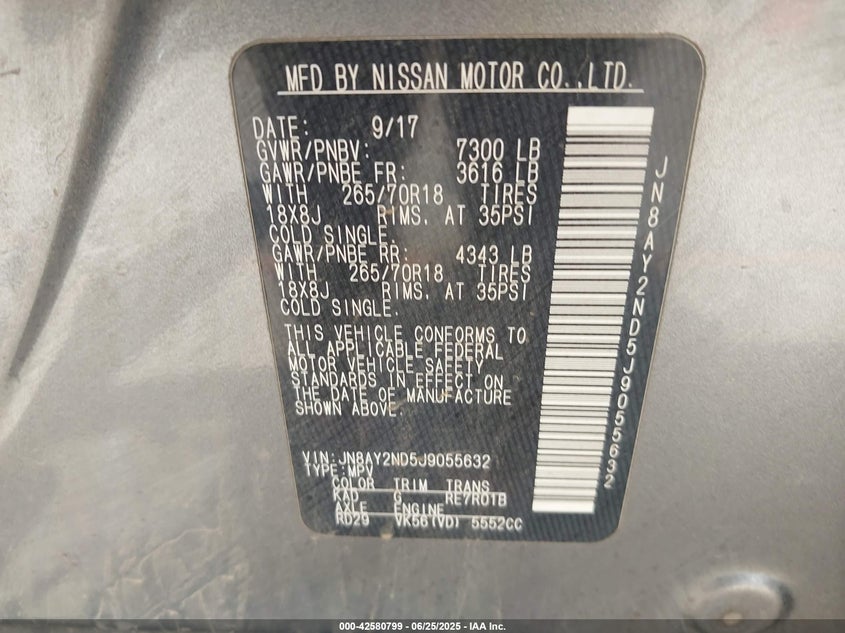 MFD BY NISSAN MOTOR CO.,LTD.
DATE: 9/17
GVWR/PNBV: 7300 LB
GAWR/PNBE FR: 3616 LB
WITH 265/70R18 TIRES
18X8J RIMS, AT 35PSI
COLD SINGLE.
GAWR/PNBE RR: 4343 LB
WITH 265/70R18 TIRES
18X8J RIMS, AT 35PSI
COLD SINGLE.
THIS VEHICLE CONFORMS TO
ALL APPLICABLE FEDERAL
MOTOR VEHICLE SAFETY
STANDARDS IN EFFECT ON
THE DATE OF MANUFACTURE
SHOWN ABOVE.
VIN:JN8AY2ND5J9055632
TYPE:MPV
COLOR TRIM TRANS
KAD G RE7R01B
AXLE ENGINE
RD29 VK56(VD) 5552CC
JN8AY2ND5J9055632
000-42580799 - 06/25/2025 - IAA Inc.